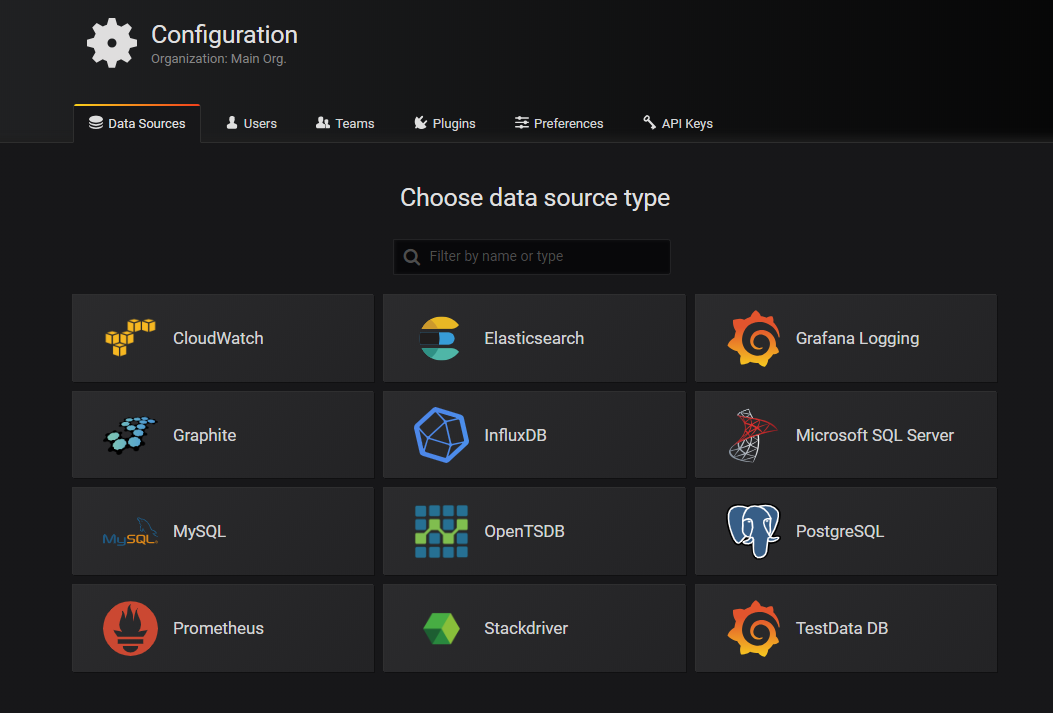 Configuration
Organization: Main Org.
Data Sources Users Teams Plugins Preferences API Keys
Choose data source type
Filter by name or type
CloudWatch Elasticsearch Grafana Logging
Graphite InfluxDB Microsoft SQL Server
MySQL MySQL OpenTSDB PostgreSQL
Prometheus Stackdriver TestData DB